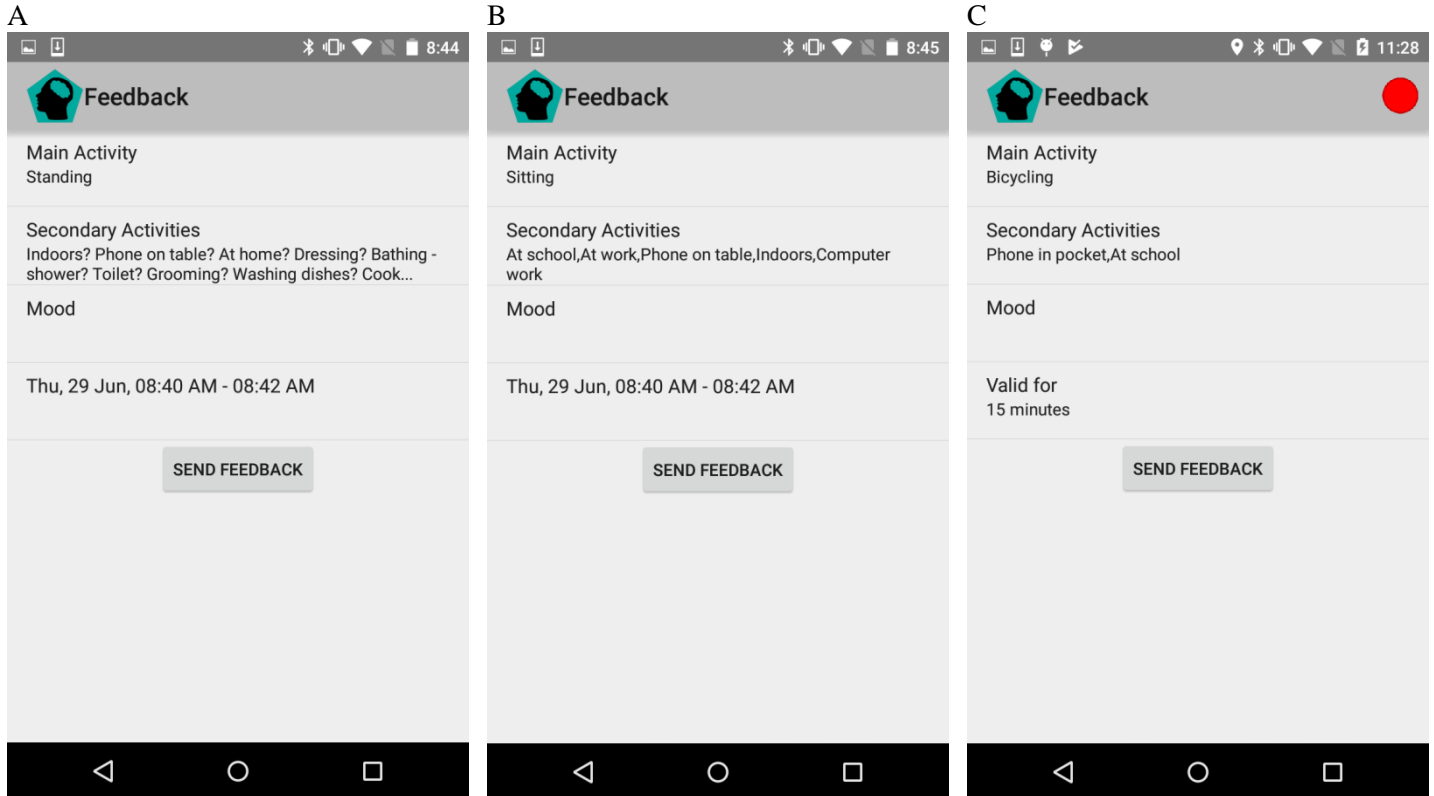 A
8:44
Feedback
Main Activity
Standing
Secondary Activities
Indoors? Phone on table? At home? Dressing? Bathing -
shower? Toilet? Grooming? Washing dishes? Cook...
Mood
Thu, 29 Jun, 08:40 AM - 08:42 AM
SEND FEEDBACK
B
8:45
Feedback
Main Activity
Sitting
Secondary Activities
At school,At work,Phone on table,Indoors,Computer
work
Mood
Thu, 29 Jun, 08:40 AM - 08:42 AM
SEND FEEDBACK
C
11:28
Feedback
Main Activity
Bicycling
Secondary Activities
Phone in pocket,At school
Mood
Valid for
15 minutes
SEND FEEDBACK